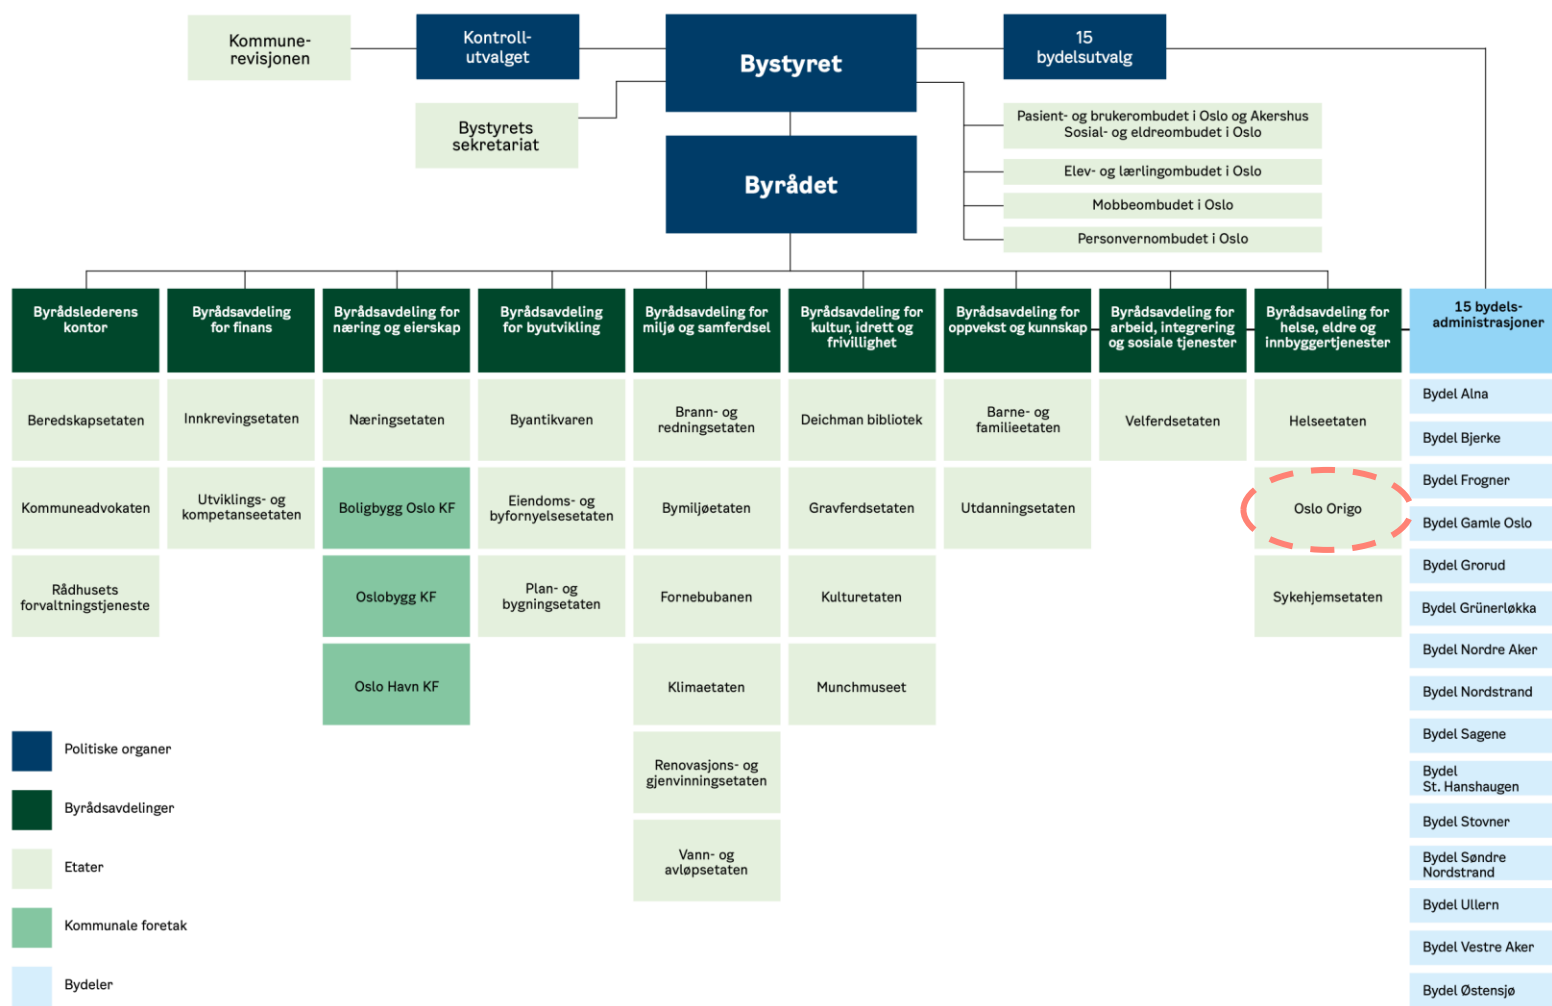 Kommune-
revisjonen
Kontroll-
utvalget
Bystyret
15
bydelsutvalg
Bystyrets
sekretariat
Pasient- og brukerombudet i Oslo og Akershus
Sosial- og eldreombudet i Oslo
Elev- og lærlingombudet i Oslo
Mobbeombudet i Oslo
Personvernombudet i Oslo
Byrådet
Byrådslederens
kontor
Beredskapsetaten
Kommuneadvokaten
Rådhusets
forvaltningstjeneste
Byrådsavdeling
for finans
Innkrevingsetaten
Utviklings- og
kompetanseetaten
Byrådsavdeling for
næring og eierskap
Næringsetaten
Boligbygg Oslo KF
Oslobygg KF
Oslo Havn KF
Byrådsavdeling
for byutvikling
Byantikvaren
Eiendoms- og
byfornyelsesetaten
Plan- og
bygningsetaten
Byrådsavdeling for
miljø og samferdsel
Brann- og
redningsetaten
Bymiljøetaten
Fornebubanen
Klimaetaten
Renovasjons- og
gjenvinningsetaten
Vann- og
avløpsetaten
Byrådsavdeling for
kultur, idrett og
frivillighet
Deichman bibliotek
Gravferdsetaten
Kulturetaten
Munchmuseet
Byrådsavdeling for
oppvekst og kunnskap
Barne- og
familieetaten
Utdanningsetaten
Byrådsavdeling for
arbeid, integrering
og sosiale tjenester
Velferdsetaten
Byrådsavdeling for
helse, eldre og
innbyggertjenester
Helseetaten
Oslo Origo
Sykehjemsetaten
15 bydels-
administrasjoner
Bydel Alna
Bydel Bjerke
Bydel Frogner
Bydel Gamle Oslo
Bydel Grorud
Bydel Grünerløkka
Bydel Nordre Aker
Bydel Nordstrand
Bydel Sagene
Bydel
St. Hanshaugen
Bydel Stovner
Bydel Søndre
Nordstrand
Bydel Ullern
Bydel Vestre Aker
Bydel Østensjø
Politiske organer
Byrådsavdelinger
Etater
Kommunale foretak
Bydeler